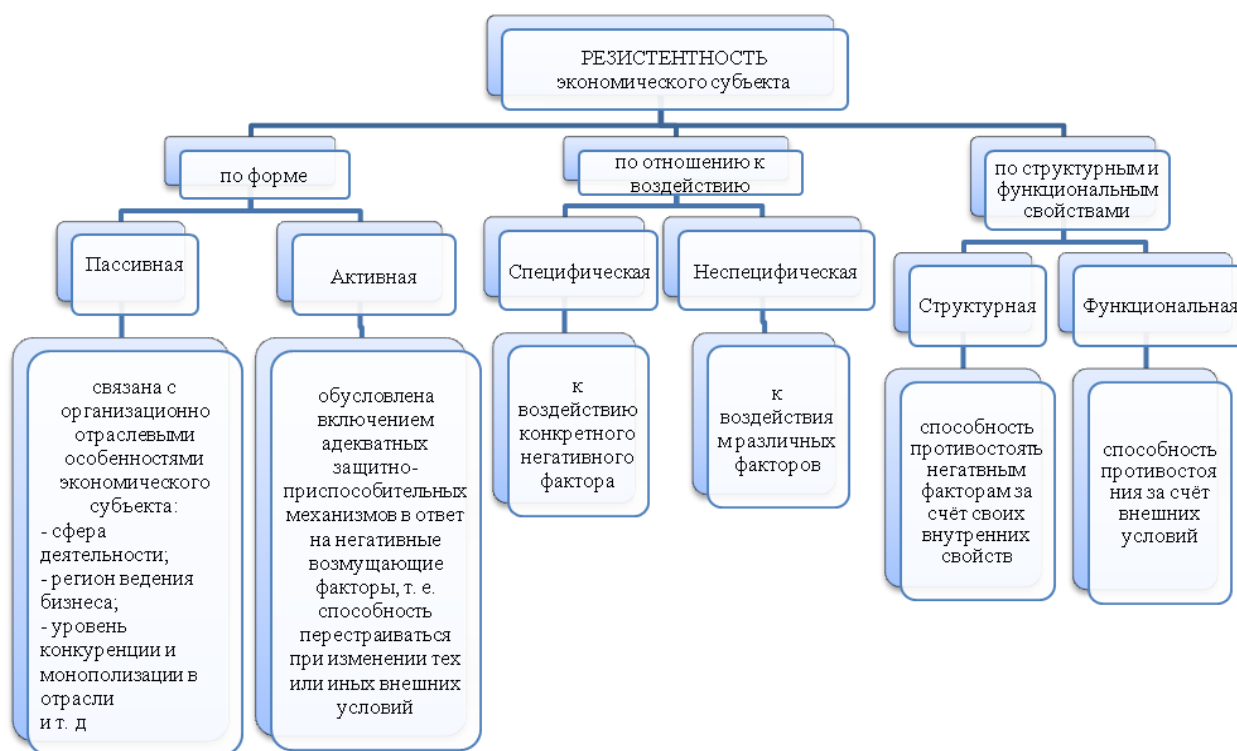 РЕЗИСТЕНТНОСТЬ
экономического субъекта
по форме
по отношению к
воздействию
по структурным и
функциональным
свойствами
Пассивная
Активная
Специфическая
Неспецифическая
Структурная
Функциональная
связана с
организационно
отраслевыми
особенностями
экономического
субъекта:
- сфера
деятельности;
- регион ведения
бизнеса;
- уровень
конкуренции и
монополизации в
отрасли
и т. д
обусловлена
включением
адекватных
защитно-
приспособительных
механизмов в ответ
на негативные
возмущающие
факторы, т. е.
способность
перестраиваться
при изменении тех
или иных внешних
условий
к
воздействию
конкретного
негативного
фактора
к
воздействия
м различных
факторов
способность
противостоять
негатвным
факторам за
счёт своих
внутренних
свойств
способность
противостоя
ния за счёт
внешних
условий